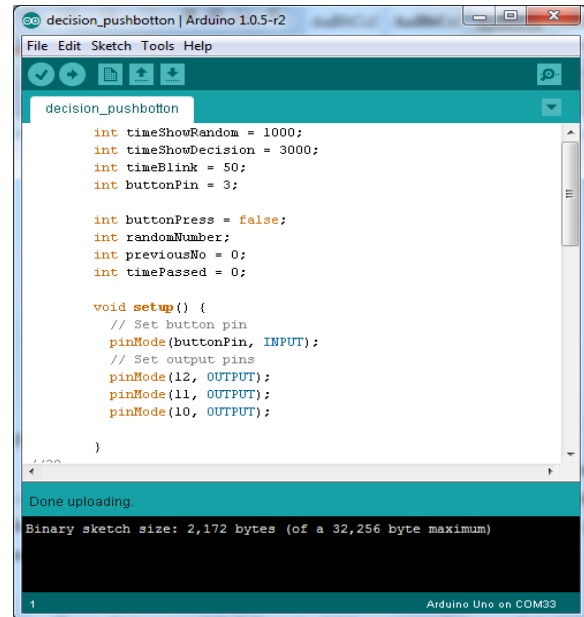 decision_pushbotton | Arduino 1.0.5-r2
File Edit Sketch Tools Help
decision_pushbotton
int timeShowRandom = 1000;
int timeShowDecision = 3000;
int timeBlink = 50;
int buttonPin = 3;
int buttonPress = false;
int randomNumber;
int previousNo = 0;
int timePassed = 0;
void setup() {
// Set button pin
pinMode(buttonPin, INPUT);
// Set output pins
pinMode(12, OUTPUT);
pinMode(11, OUTPUT);
pinMode(10, OUTPUT);
}
Done uploading.
Binary sketch size: 2,172 bytes (of a 32,256 byte maximum)
1 Arduino Uno on COM33